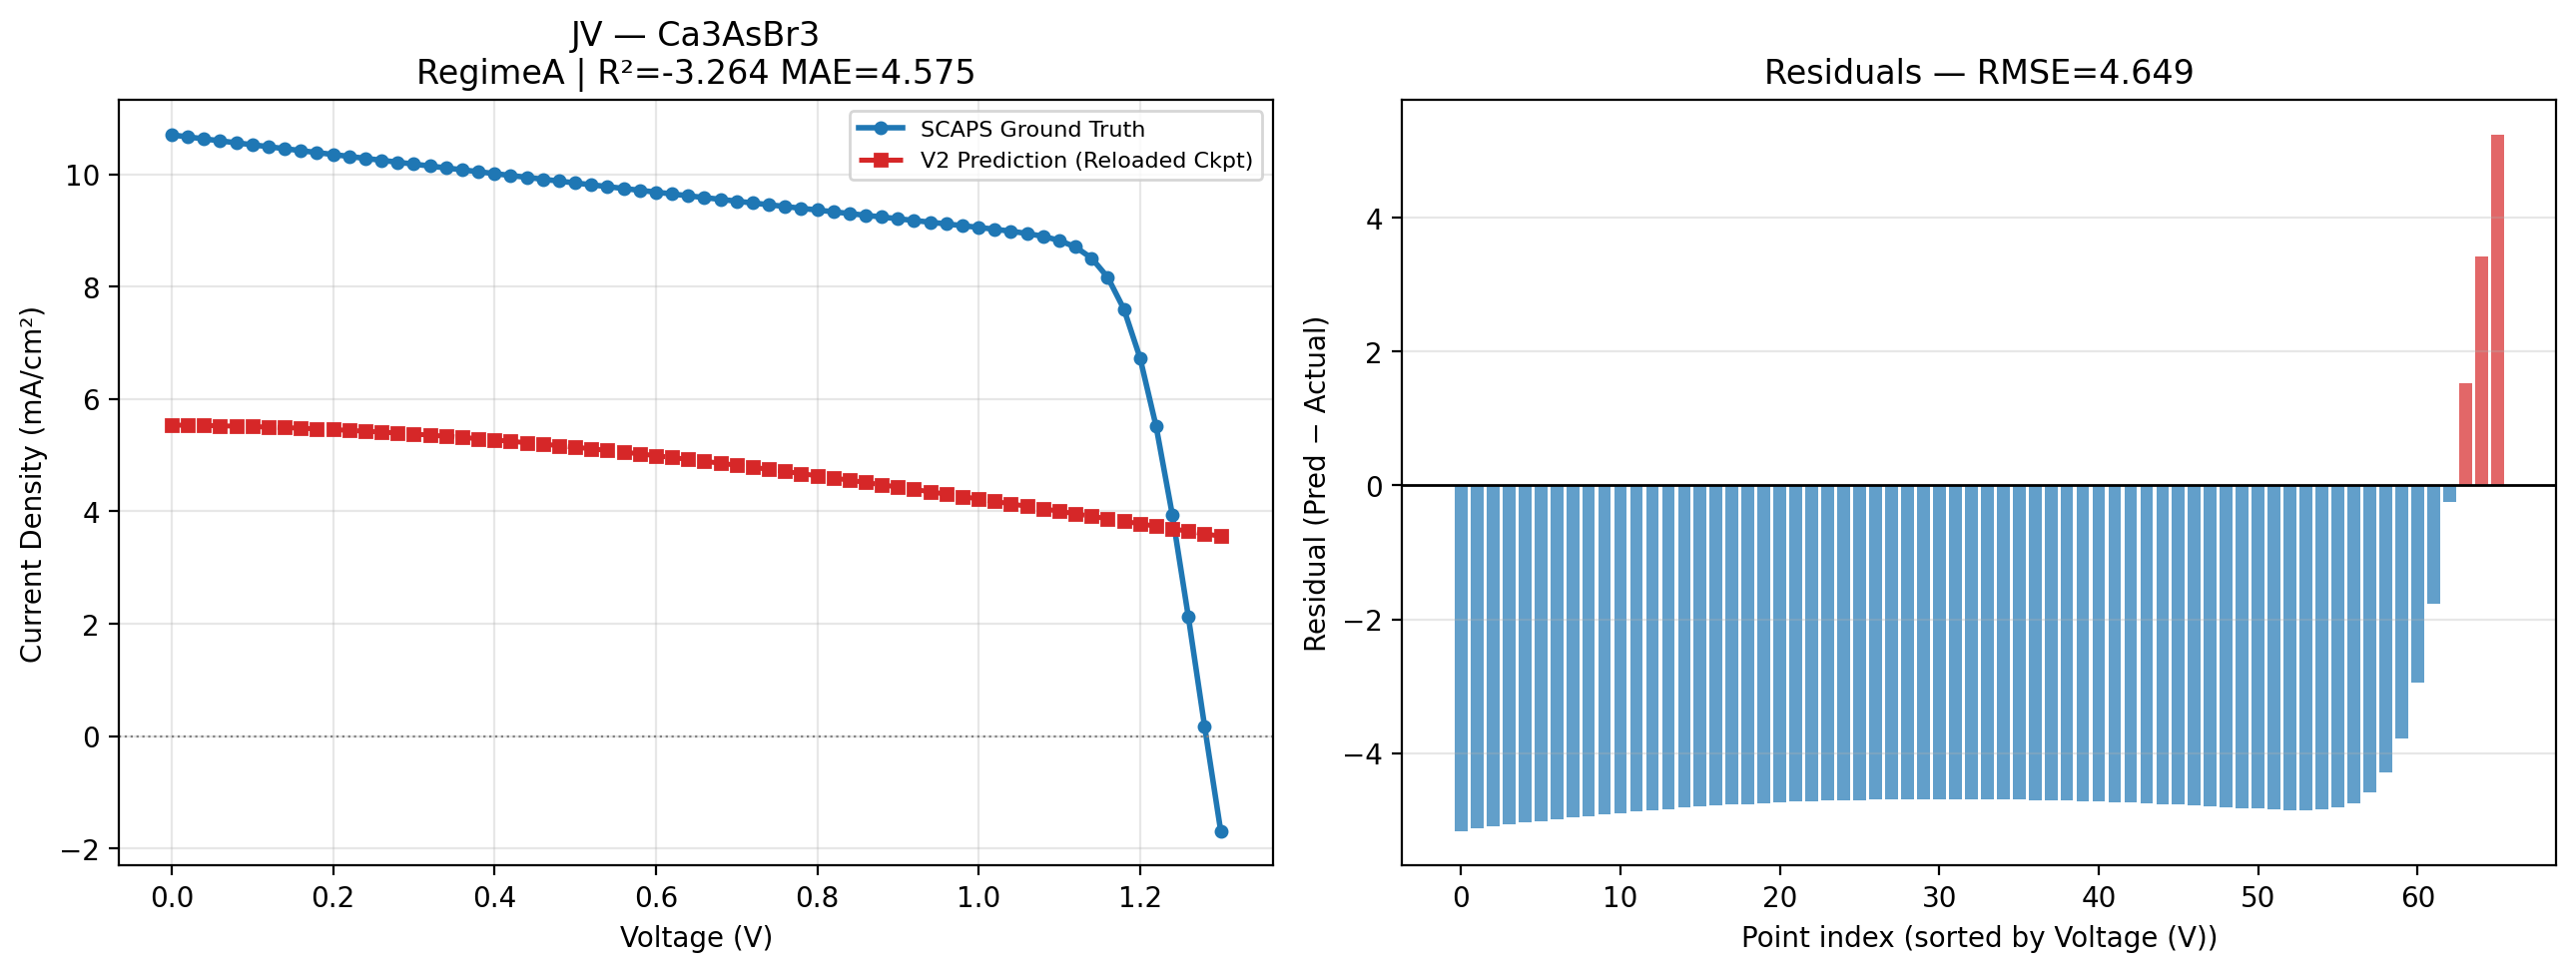 JV — Ca3AsBr3
RegimeA | R²=-3.264 MAE=4.575
SCAPS Ground Truth
V2 Prediction (Reloaded Ckpt)
Current Density (mA/cm²)
10
8
6
4
2
0
−2
0.0 0.2 0.4 0.6 0.8 1.0 1.2
Voltage (V)
Residuals — RMSE=4.649
Residual (Pred − Actual)
4
2
0
−2
−4
0 10 20 30 40 50 60
Point index (sorted by Voltage (V))